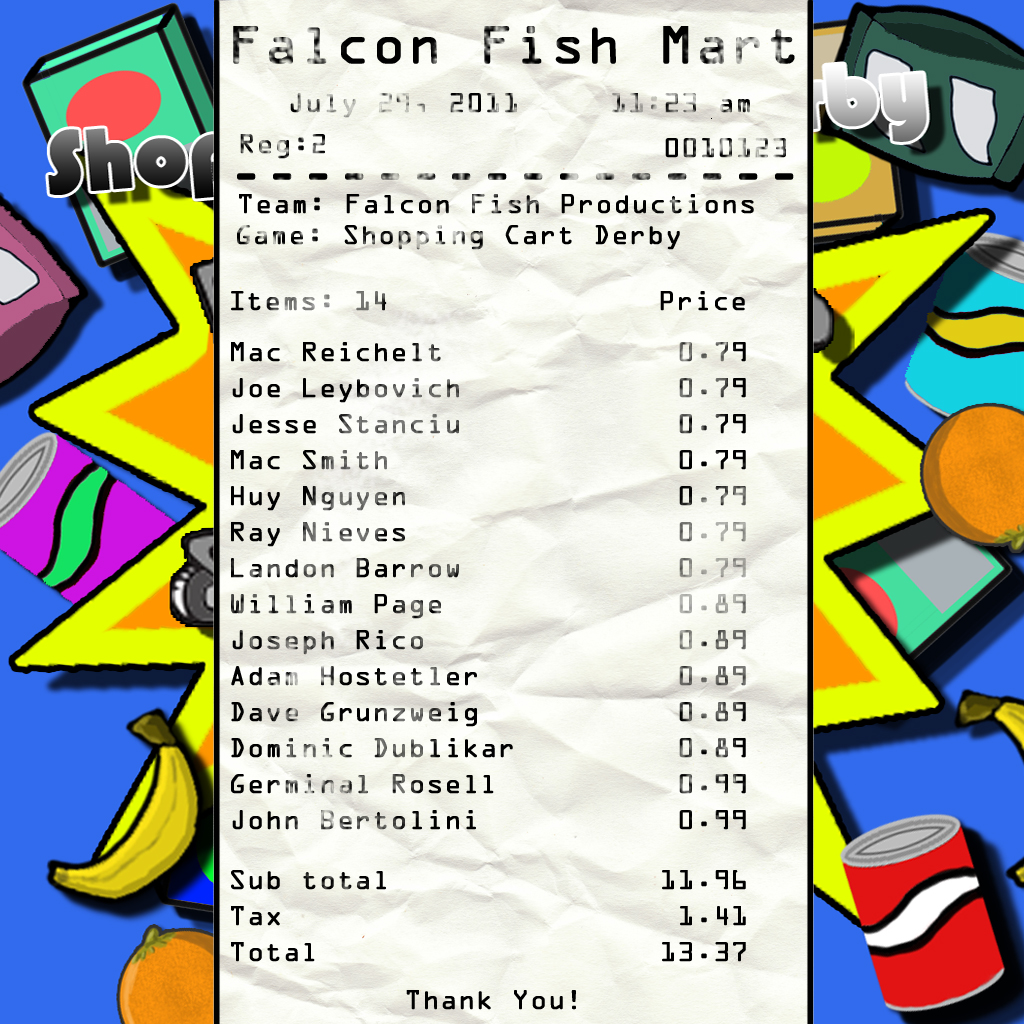 Falcon Fish Mart
July 29, 2011 11:23 am
Reg:2 0010123
Team: Falcon Fish Productions
Game: Shopping Cart Derby
Items: 14 Price
Mac Reichelt 0.79
Joe Leybovich 0.79
Jesse Stanciu 0.79
Mac Smith 0.79
Huy Nguyen 0.79
Ray Nieves 0.79
Landon Barrow 0.79
William Page 0.89
Joseph Rico 0.89
Adam Hostetler 0.89
Dave Grunzweig 0.89
Dominic Dublikar 0.89
Germinal Rosell 0.99
John Bertolini 0.99
Sub total 11.96
Tax 1.41
Total 13.37
Thank You!